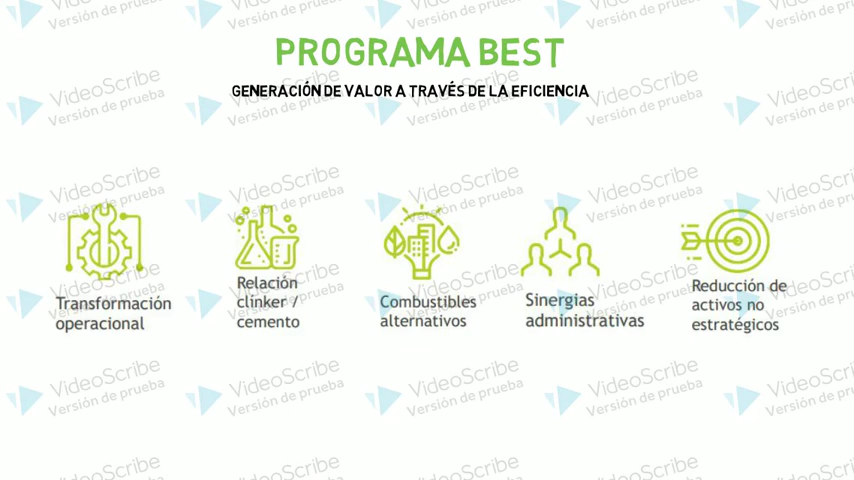 PROGRAMA BEST
GENERACIÓN DE VALOR A TRAVÉS DE LA EFICIENCIA
Transformación
operacional
Relación
clínker /
cemento
Combustibles
alternativos
Sinergias
administrativas
Reducción de
activos no
estratégicos
VideoScribe
Versión de prueba